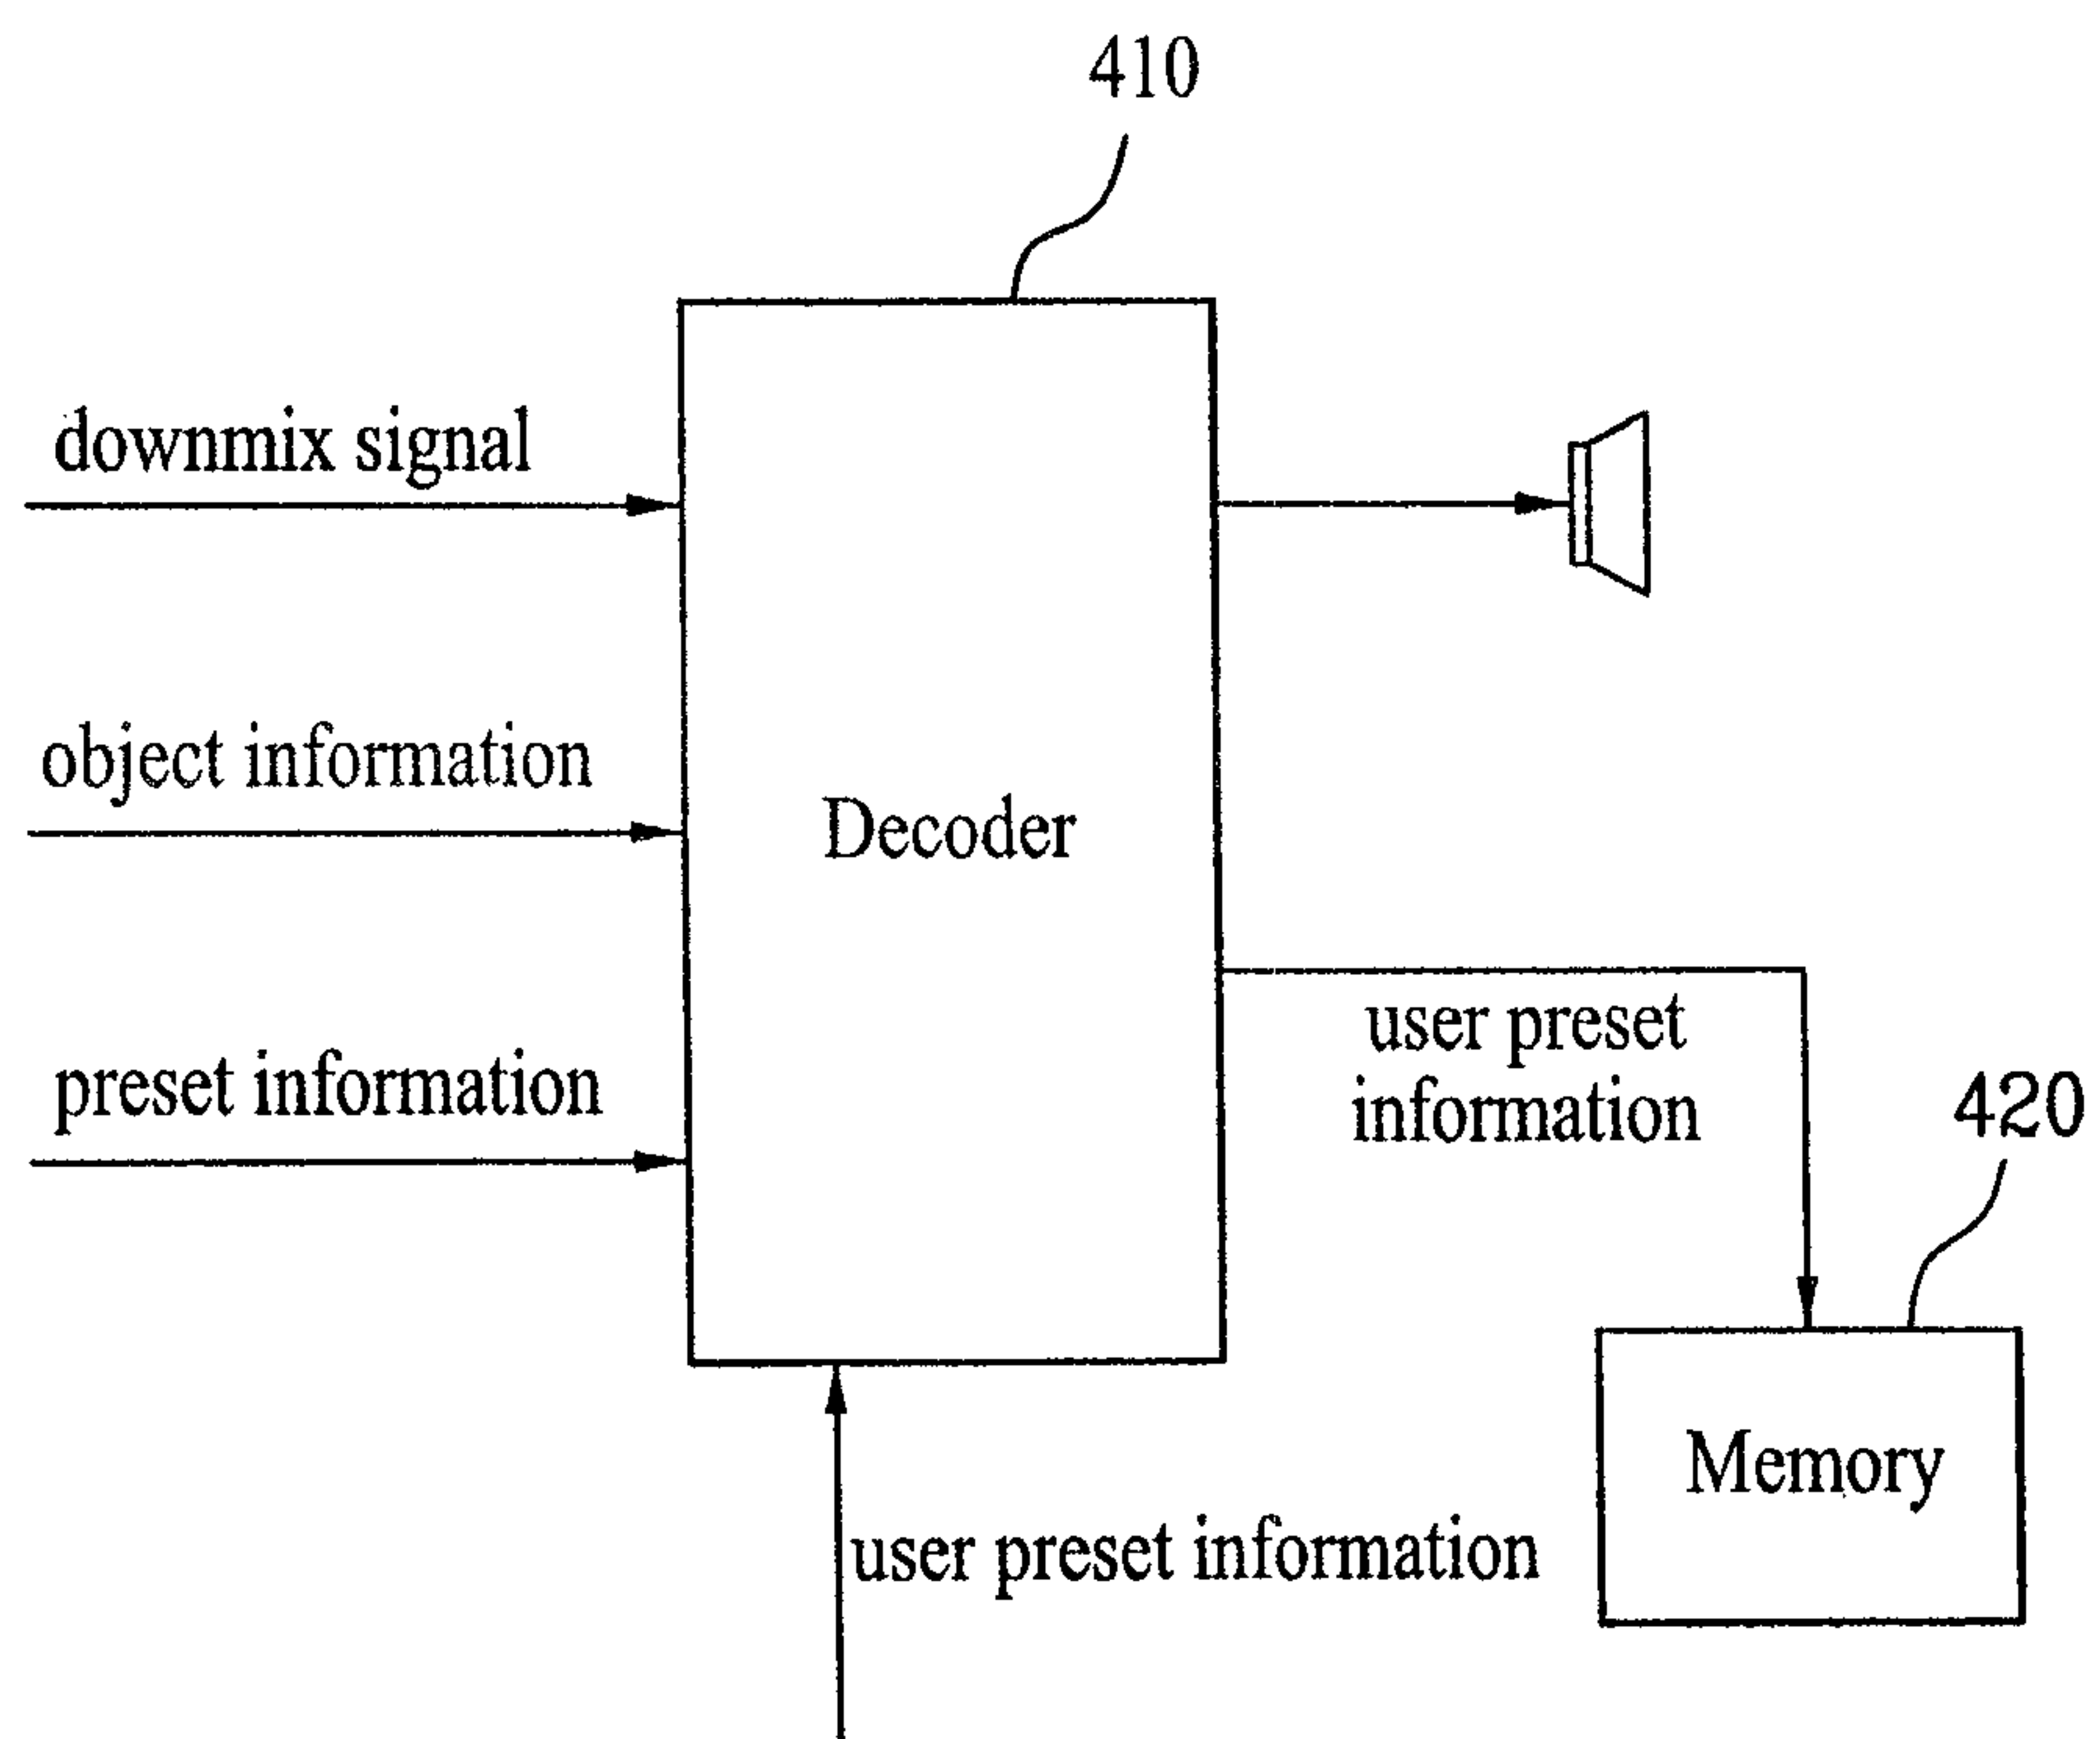 410
downmix signal
object information
Decoder
preset information
user preset
information
420
Memory
user preset information